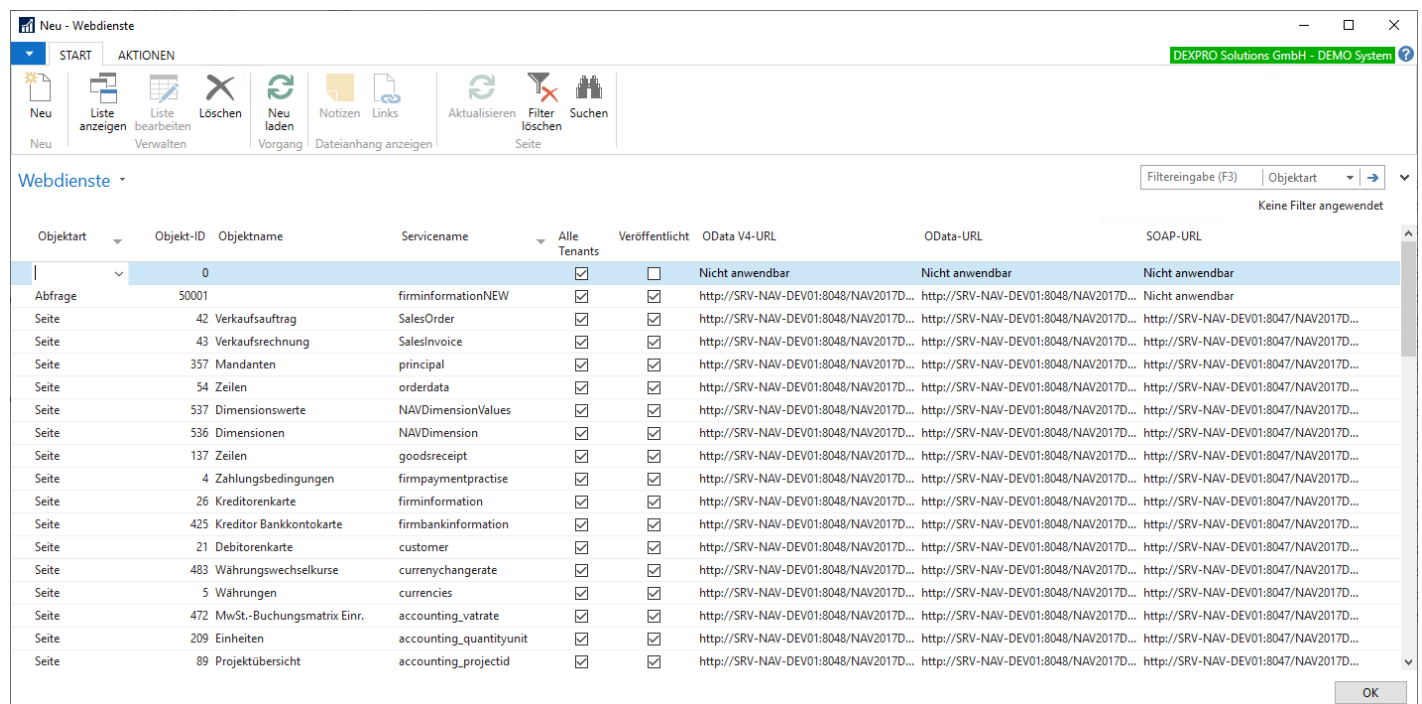 Neu - Webdienste
START AKTIONEN
DEXPRO Solutions GmbH - DEMO System
Neu Liste anzeigen Liste bearbeiten Löschen Neu laden Notizen Links Aktualisieren Filter löschen Suchen
Neu Verwalten Vorgang Dateianhang anzeigen Seite
Webdienste
Filtereingabe (F3) Objektart
Keine Filter angewendet
Objektart Objekt-ID Objektname Servicename Alle Tenants Veröffentlicht OData V4-URL OData-URL SOAP-URL
0 Nicht anwendbar Nicht anwendbar Nicht anwendbar
Abfrage 50001 firminformationNEW http://SRV-NAV-DEV01:8048/NAV2017D... http://SRV-NAV-DEV01:8048/NAV2017D... Nicht anwendbar
Seite 42 Verkaufsauftrag SalesOrder http://SRV-NAV-DEV01:8048/NAV2017D... http://SRV-NAV-DEV01:8048/NAV2017D... http://SRV-NAV-DEV01:8047/NAV2017D...
Seite 43 Verkaufsrechnung SalesInvoice http://SRV-NAV-DEV01:8048/NAV2017D... http://SRV-NAV-DEV01:8048/NAV2017D... http://SRV-NAV-DEV01:8047/NAV2017D...
Seite 357 Mandanten principal http://SRV-NAV-DEV01:8048/NAV2017D... http://SRV-NAV-DEV01:8048/NAV2017D... http://SRV-NAV-DEV01:8047/NAV2017D...
Seite 54 Zeilen orderdata http://SRV-NAV-DEV01:8048/NAV2017D... http://SRV-NAV-DEV01:8048/NAV2017D... http://SRV-NAV-DEV01:8047/NAV2017D...
Seite 537 Dimensionswerte NAVDimensionValues http://SRV-NAV-DEV01:8048/NAV2017D... http://SRV-NAV-DEV01:8048/NAV2017D... http://SRV-NAV-DEV01:8047/NAV2017D...
Seite 536 Dimensionen NAVDimension http://SRV-NAV-DEV01:8048/NAV2017D... http://SRV-NAV-DEV01:8048/NAV2017D... http://SRV-NAV-DEV01:8047/NAV2017D...
Seite 137 Zeilen goodsreceipt http://SRV-NAV-DEV01:8048/NAV2017D... http://SRV-NAV-DEV01:8048/NAV2017D... http://SRV-NAV-DEV01:8047/NAV2017D...
Seite 4 Zahlungsbedingungen firmpaymentpractise http://SRV-NAV-DEV01:8048/NAV2017D... http://SRV-NAV-DEV01:8048/NAV2017D... http://SRV-NAV-DEV01:8047/NAV2017D...
Seite 26 Kreditorenkarte firminformation http://SRV-NAV-DEV01:8048/NAV2017D... http://SRV-NAV-DEV01:8048/NAV2017D... http://SRV-NAV-DEV01:8047/NAV2017D...
Seite 425 Kreditor Bankkontokarte firmbankinformation http://SRV-NAV-DEV01:8048/NAV2017D... http://SRV-NAV-DEV01:8048/NAV2017D... http://SRV-NAV-DEV01:8047/NAV2017D...
Seite 21 Debitorenkarte customer http://SRV-NAV-DEV01:8048/NAV2017D... http://SRV-NAV-DEV01:8048/NAV2017D... http://SRV-NAV-DEV01:8047/NAV2017D...
Seite 483 Währungswechselkurse currenychangerate http://SRV-NAV-DEV01:8048/NAV2017D... http://SRV-NAV-DEV01:8048/NAV2017D... http://SRV-NAV-DEV01:8047/NAV2017D...
Seite 5 Währungen currencies http://SRV-NAV-DEV01:8048/NAV2017D... http://SRV-NAV-DEV01:8048/NAV2017D... http://SRV-NAV-DEV01:8047/NAV2017D...
Seite 472 MwSt.-Buchungsmatrix Einr. accounting_vatrate http://SRV-NAV-DEV01:8048/NAV2017D... http://SRV-NAV-DEV01:8048/NAV2017D... http://SRV-NAV-DEV01:8047/NAV2017D...
Seite 209 Einheiten accounting_quantityunit http://SRV-NAV-DEV01:8048/NAV2017D... http://SRV-NAV-DEV01:8048/NAV2017D... http://SRV-NAV-DEV01:8047/NAV2017D...
Seite 89 Projektübersicht accounting_projectid http://SRV-NAV-DEV01:8048/NAV2017D... http://SRV-NAV-DEV01:8048/NAV2017D... http://SRV-NAV-DEV01:8047/NAV2017D...
OK